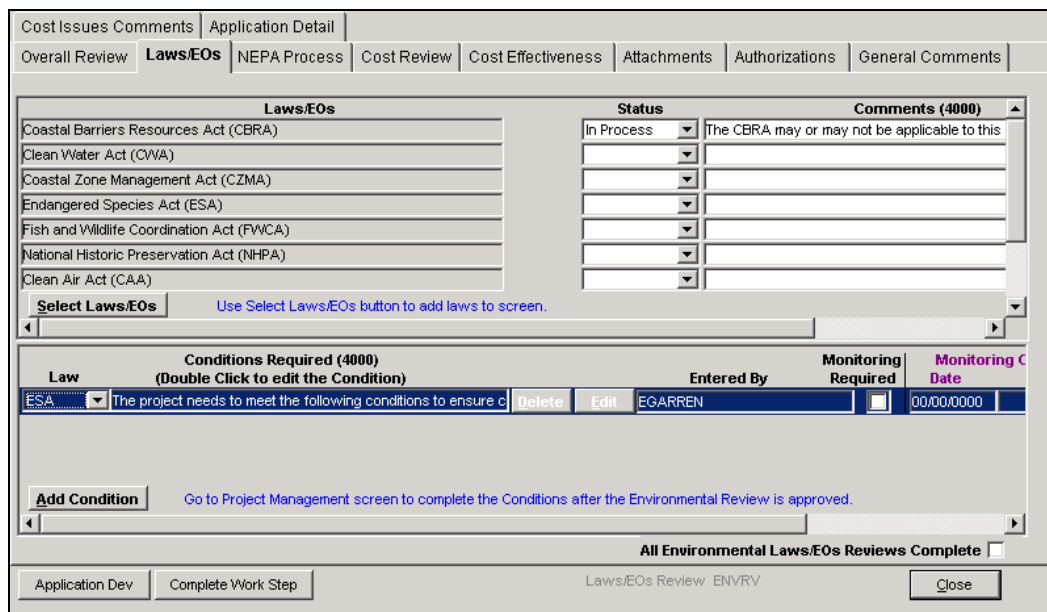 Cost Issues Comments Application Detail
Overall Review Laws/EOs NEPA Process Cost Review Cost Effectiveness Attachments Authorizations General Comments
Laws/EOs Status Comments (4000)
Coastal Barriers Resources Act (CBRA) In Process The CBRA may or may not be applicable to this
Clean Water Act (CWA)
Coastal Zone Management Act (CZMA)
Endangered Species Act (ESA)
Fish and Wildlife Coordination Act (FWCA)
National Historic Preservation Act (NHPA)
Clean Air Act (CAA)
Select Laws/EOs Use Select Laws/EOs button to add laws to screen.
Conditions Required (4000) Monitoring Monitoring C
Law (Double Click to edit the Condition) Entered By Required Date
ESA The project needs to meet the following conditions to ensure c Delete Edit EGARREN 00/00/0000
Add Condition Go to Project Management screen to complete the Conditions after the Environmental Review is approved.
All Environmental Laws/EOs Reviews Complete
Application Dev Complete Work Step Laws/EOs Review ENVRV Close